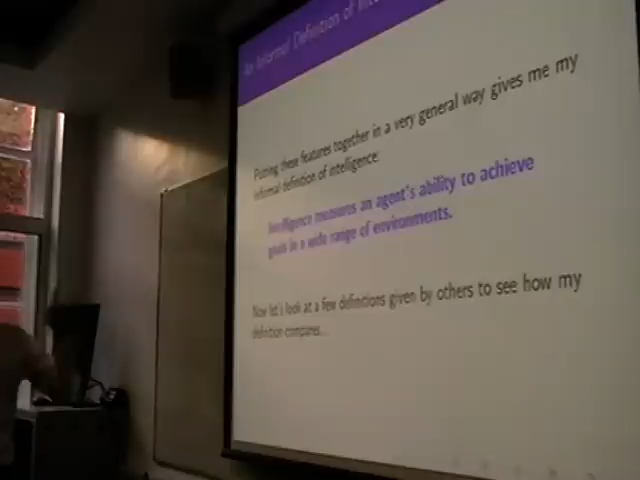 An Informal Definition of
Putting these features together in a very general way gives me my
informal definition of intelligence:
Intelligence measures an agent's ability to achieve
goals in a wide range of environments.
Now let's look at a few definitions given by others to see how my
definition compares...